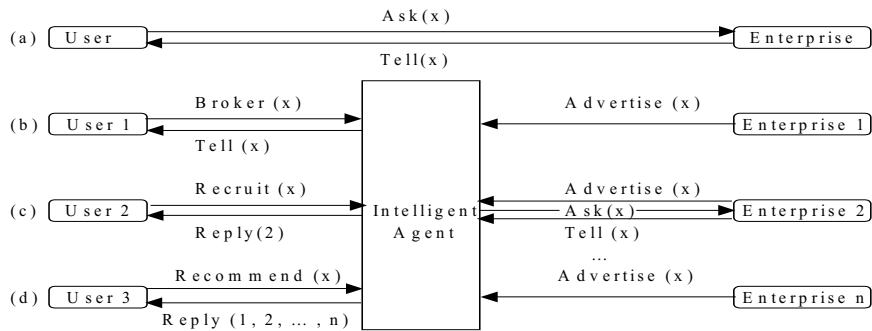 Ask(x)
(a) User Enterprise
Tell(x)
Broker (x) Advertise (x)
(b) User 1 Enterprise 1
Tell (x)
Recruit (x) Advertise (x)
(c) User 2 Intelligent Ask(x) Enterprise 2
Reply(2) Agent Tell (x)
...
Recommend (x) Advertise (x)
(d) User 3 Enterprise n
Reply (1, 2, ... , n)